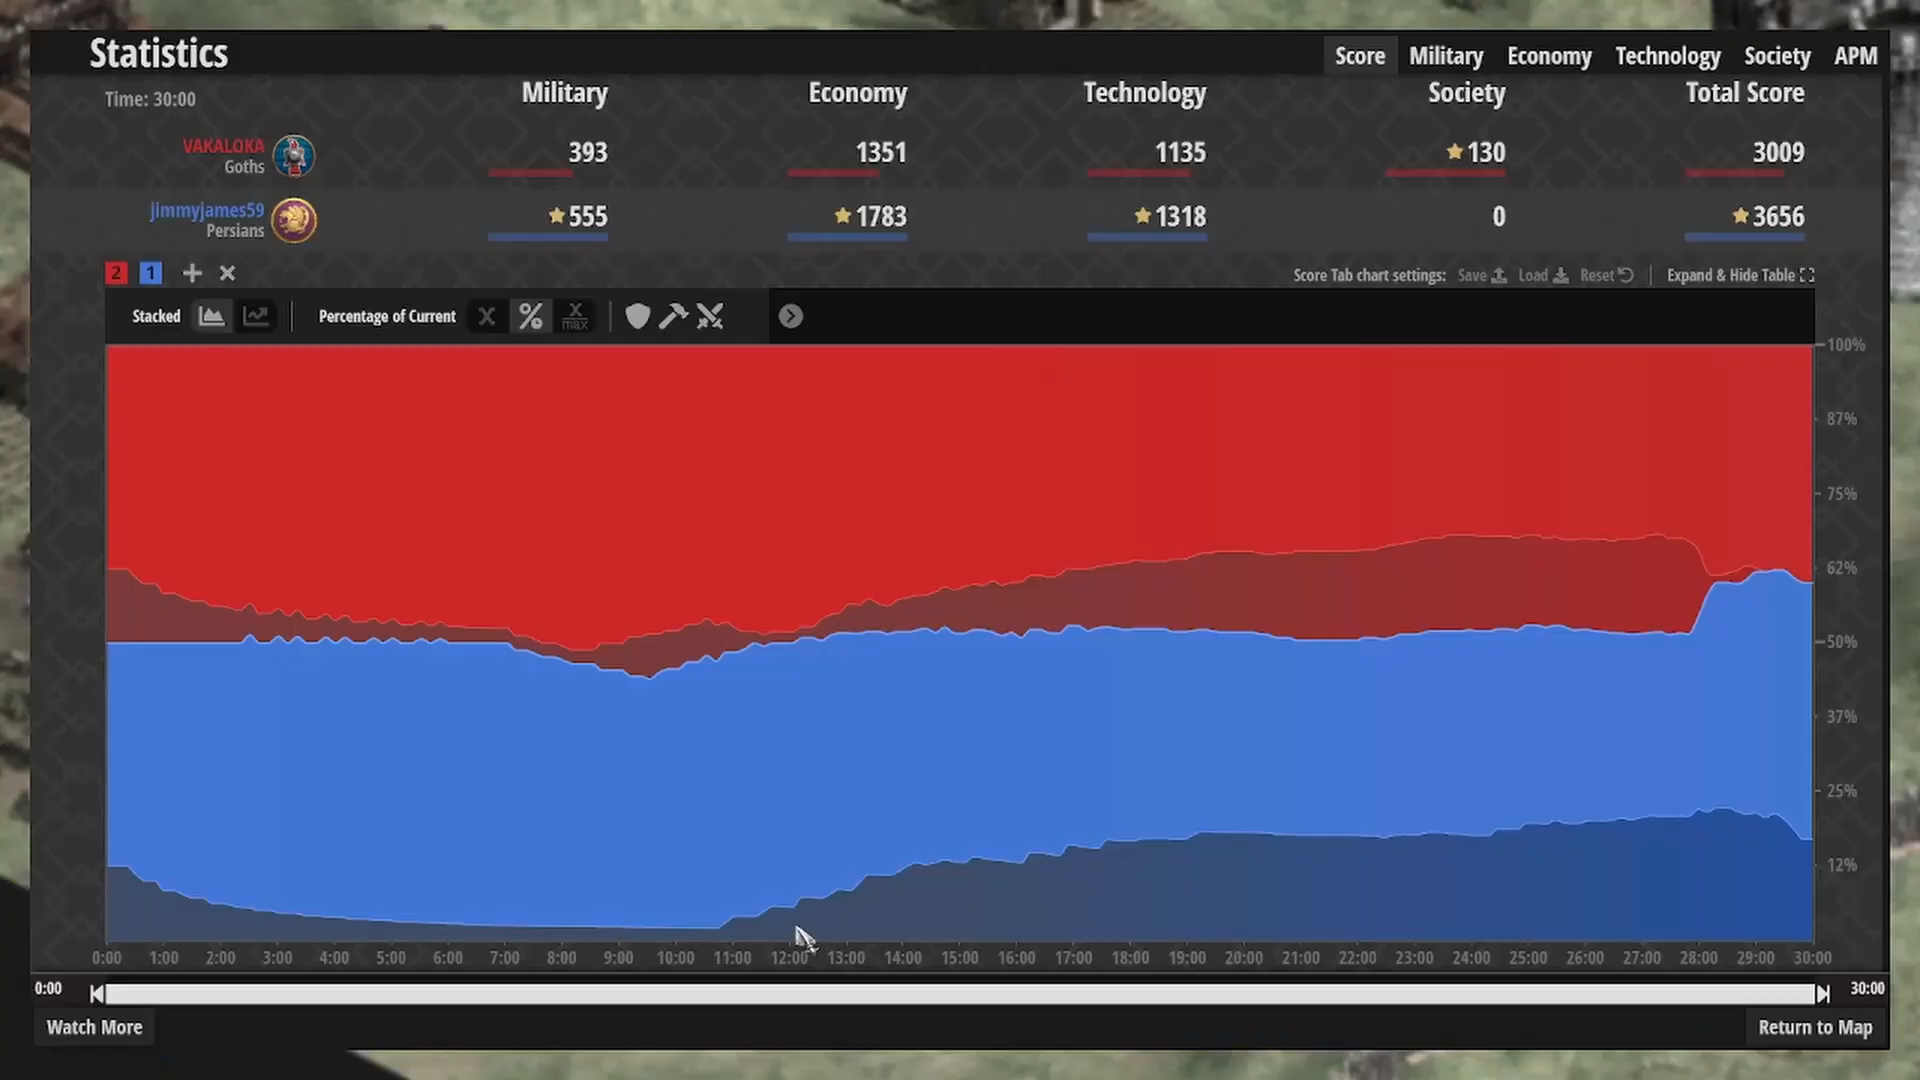 Statistics
Score Military Economy Technology Society APM
Time: 30:00
Military Economy Technology Society Total Score
VAKALOKA
Goths
393 1351 1135 130 3009
jimmyjames59
Persians
555 1783 1318 0 3656
2 1
Score Tab chart settings: Save Load Reset Expand & Hide Table
Stacked Percentage of Current X % X max
100%
87%
75%
62%
50%
37%
25%
12%
0:00 1:00 2:00 3:00 4:00 5:00 6:00 7:00 8:00 9:00 10:00 11:00 12:00 13:00 14:00 15:00 16:00 17:00 18:00 19:00 20:00 21:00 22:00 23:00 24:00 25:00 26:00 27:00 28:00 29:00 30:00
0:00 30:00
Watch More Return to Map